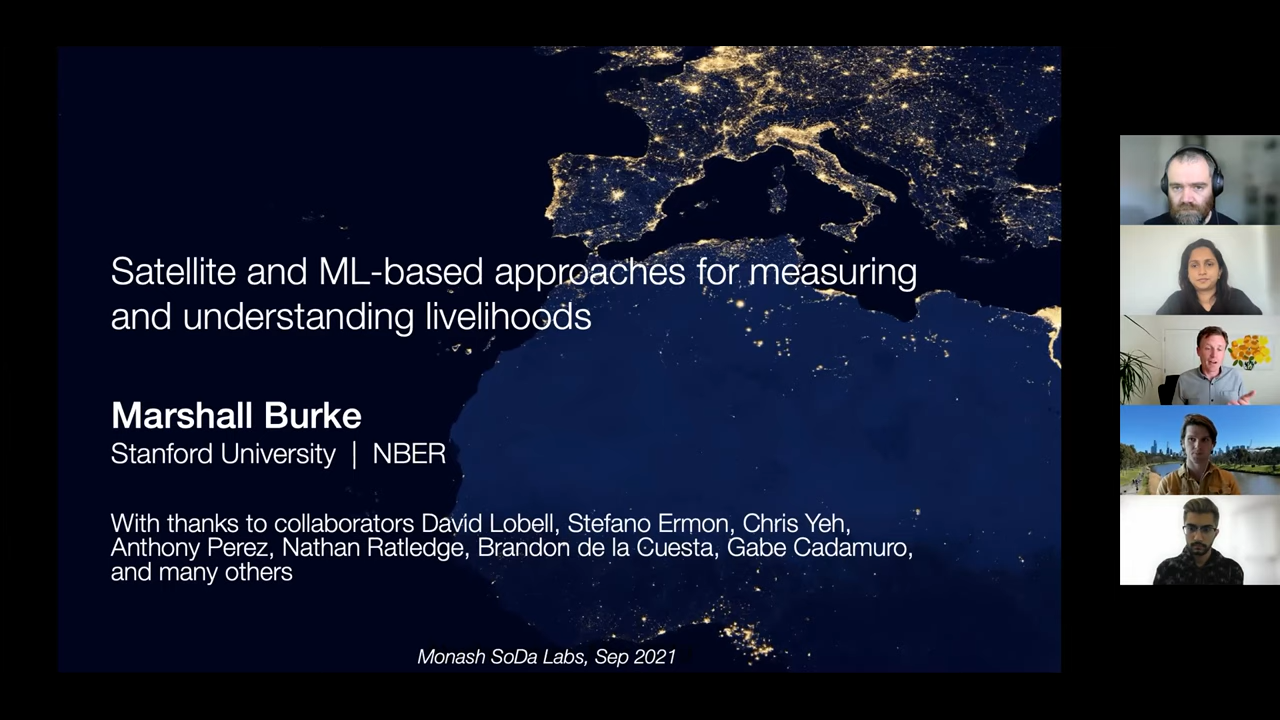 Satellite and ML-based approaches for measuring
and understanding livelihoods
Marshall Burke
Stanford University | NBER
With thanks to collaborators David Lobell, Stefano Ermon, Chris Yeh,
Anthony Perez, Nathan Ratledge, Brandon de la Cuesta, Gabe Cadamuro,
and many others
Monash SoDa Labs, Sep 2021